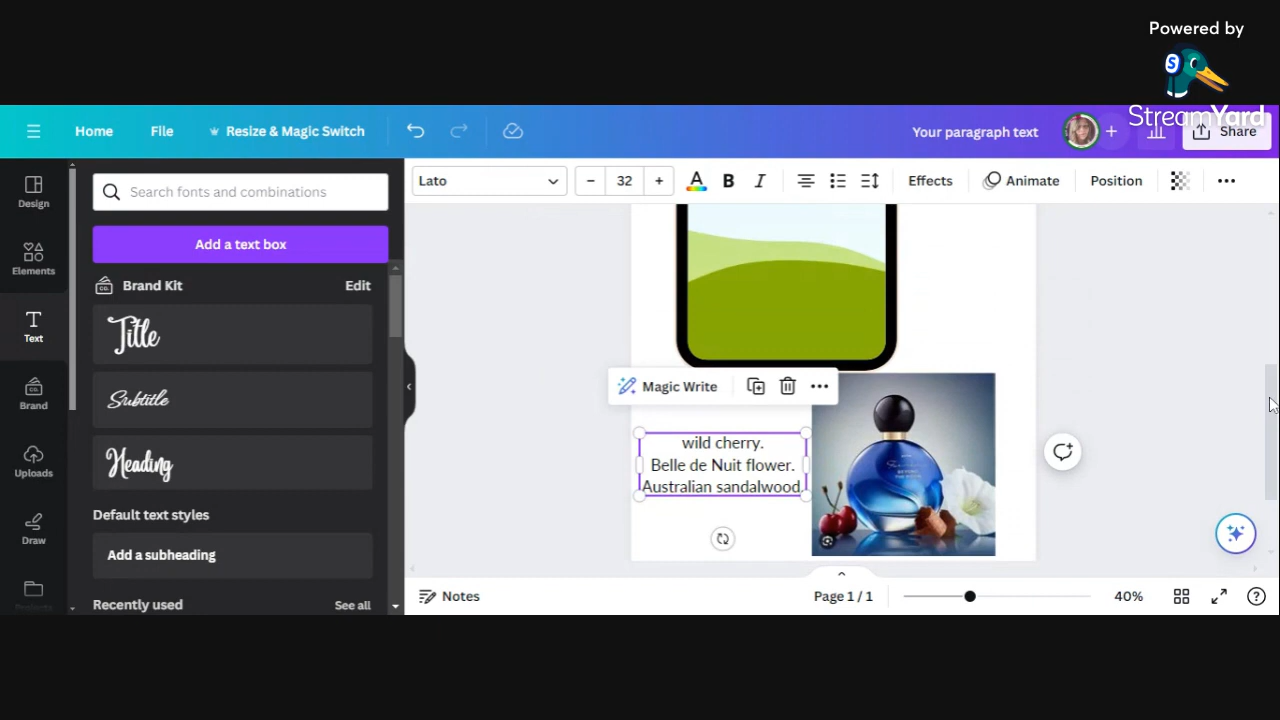 Powered by
StreamYard
Home
File
Resize & Magic Switch
Your paragraph text
Share
Design
Elements
Text
Brand
Uploads
Draw
Projects
Search fonts and combinations
Add a text box
Brand Kit
Edit
Title
Subtitle
Heading
Default text styles
Add a subheading
Recently used
See all
Lato
32
Effects
Animate
Position
Magic Write
wild cherry.
Belle de Nuit flower.
Australian sandalwood.
Notes
Page 1 / 1
40%